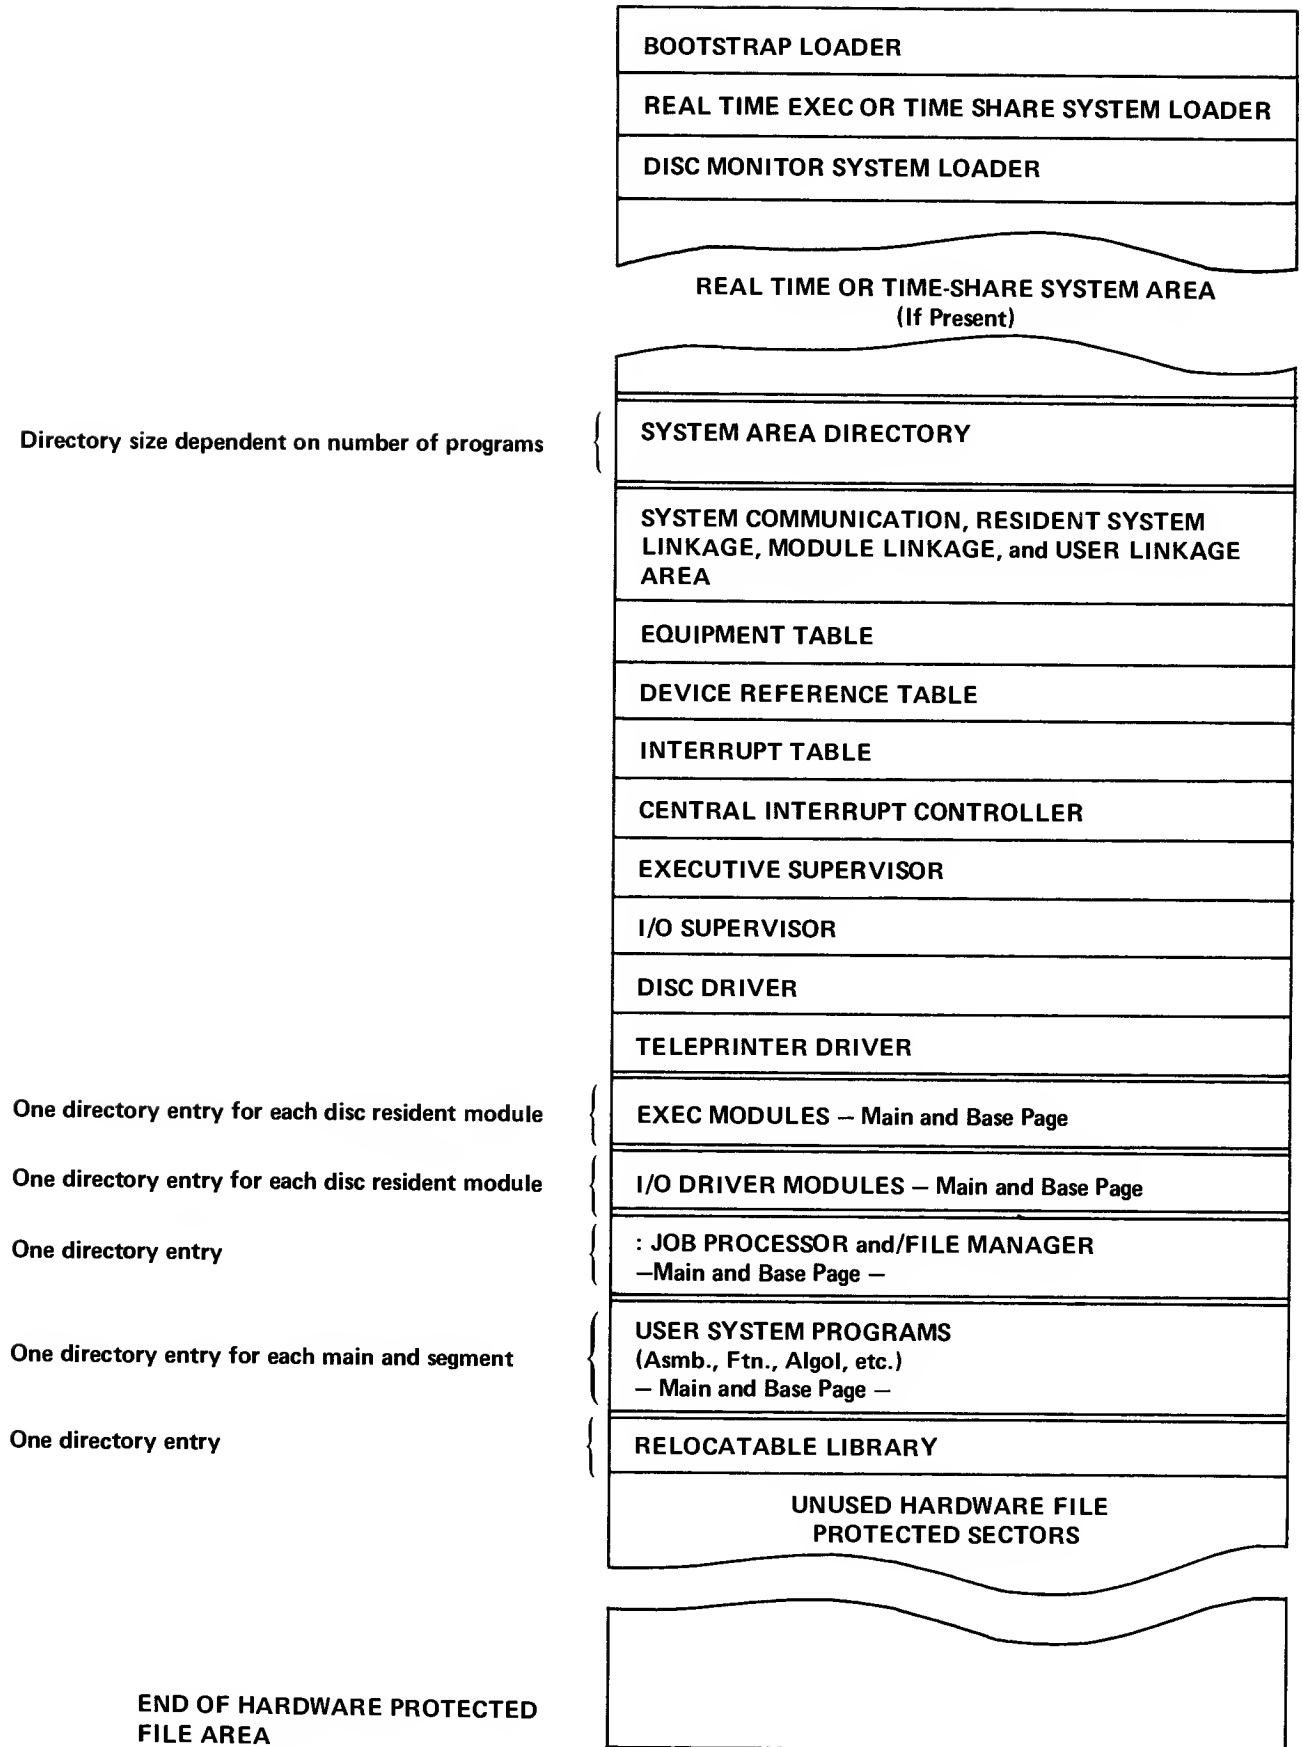 BOOTSTRAP LOADER
REAL TIME EXEC OR TIME SHARE SYSTEM LOADER
DISC MONITOR SYSTEM LOADER
REAL TIME OR TIME-SHARE SYSTEM AREA
(If Present)
Directory size dependent on number of programs
SYSTEM AREA DIRECTORY
SYSTEM COMMUNICATION, RESIDENT SYSTEM
LINKAGE, MODULE LINKAGE, and USER LINKAGE
AREA
EQUIPMENT TABLE
DEVICE REFERENCE TABLE
INTERRUPT TABLE
CENTRAL INTERRUPT CONTROLLER
EXECUTIVE SUPERVISOR
I/O SUPERVISOR
DISC DRIVER
TELEPRINTER DRIVER
One directory entry for each disc resident module
EXEC MODULES — Main and Base Page
One directory entry for each disc resident module
I/O DRIVER MODULES — Main and Base Page
One directory entry
: JOB PROCESSOR and/FILE MANAGER
—Main and Base Page —
One directory entry for each main and segment
USER SYSTEM PROGRAMS
(Asmb., Ftn., Algol, etc.)
— Main and Base Page —
One directory entry
RELOCATABLE LIBRARY
UNUSED HARDWARE FILE
PROTECTED SECTORS
END OF HARDWARE PROTECTED
FILE AREA